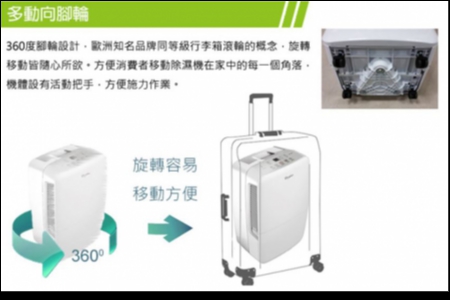 多動向腳輪
360度腳輪設計，歐洲知名品牌同等級行李箱滾輪的概念，旋轉
移動皆隨心所欲。方便消費者移動除濕機在家中的每一個角落，
機體設有活動把手，方便施力作業。
旋轉容易
移動方便
360⁰